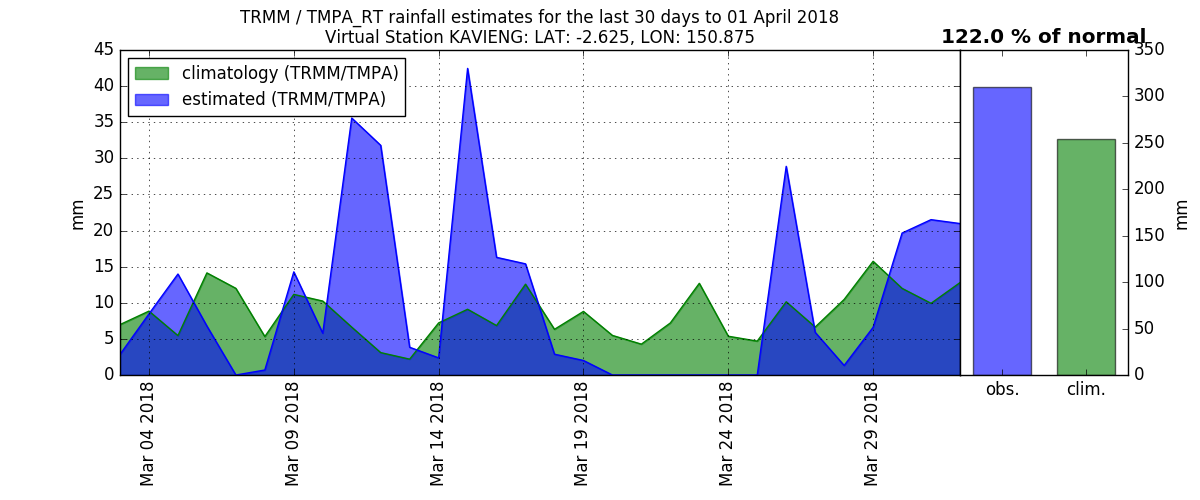 TRMM / TMPA_RT rainfall estimates for the last 30 days to 01 April 2018
Virtual Station KAVIENG: LAT: -2.625, LON: 150.875
122.0 % of normal
climatology (TRMM/TMPA)
estimated (TRMM/TMPA)
mm
45
40
35
30
25
20
15
10
5
0
Mar 04 2018
Mar 09 2018
Mar 14 2018
Mar 19 2018
Mar 24 2018
Mar 29 2018
obs.
clim.
350
300
250
200
150
100
50
0
mm